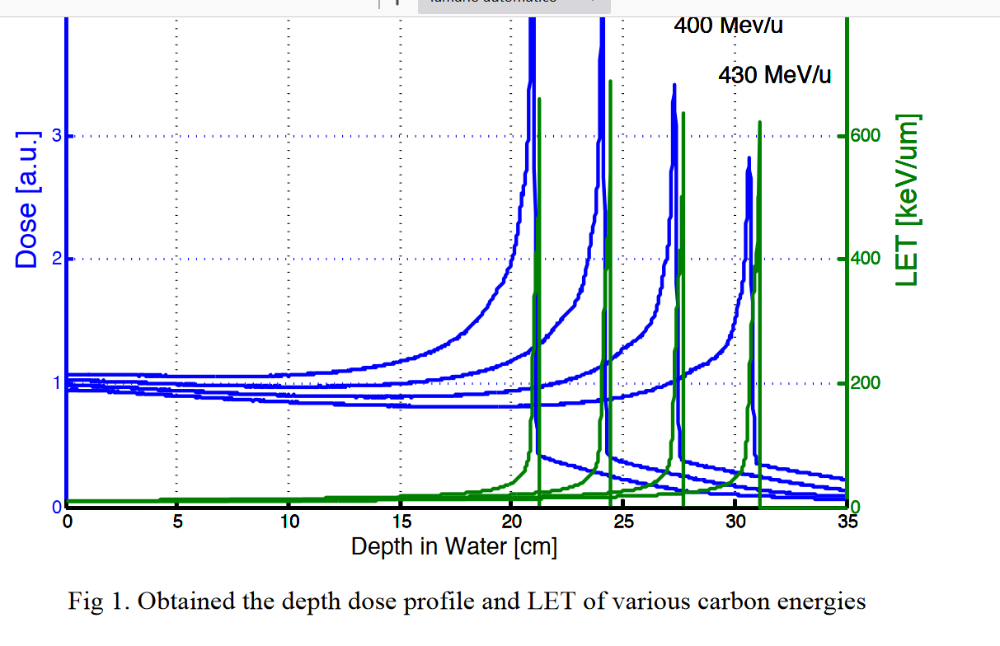 400 Mev/u
430 MeV/u
Dose [a.u.]
3
2
1
0
600
400
200
0
LET [keV/um]
0 5 10 15 20 25 30 35
Depth in Water [cm]
Fig 1. Obtained the depth dose profile and LET of various carbon energies